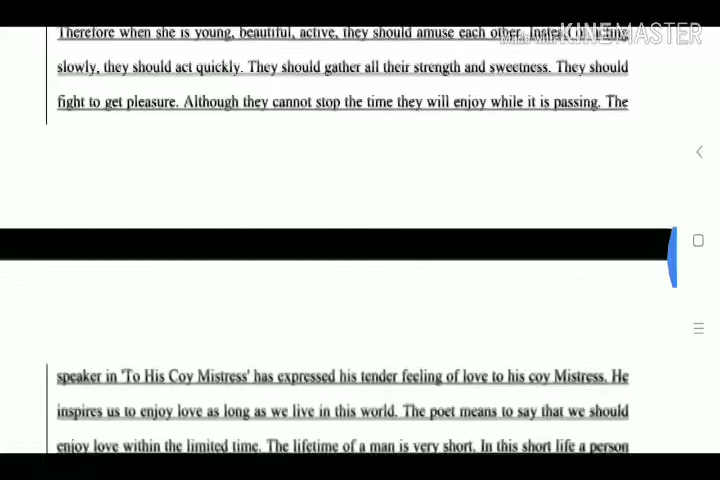 Therefore when she is young, beautiful, active, they should amuse each other.
KINEMASTER
slowly, they should act quickly. They should gather all their strength and sweetness. They should
fight to get pleasure. Although they cannot stop the time they will enjoy while it is passing. The
speaker in 'To His Coy Mistress' has expressed his tender feeling of love to his coy Mistress. He
inspires us to enjoy love as long as we live in this world. The poet means to say that we should
enjoy love within the limited time. The lifetime of a man is very short. In this short life a person